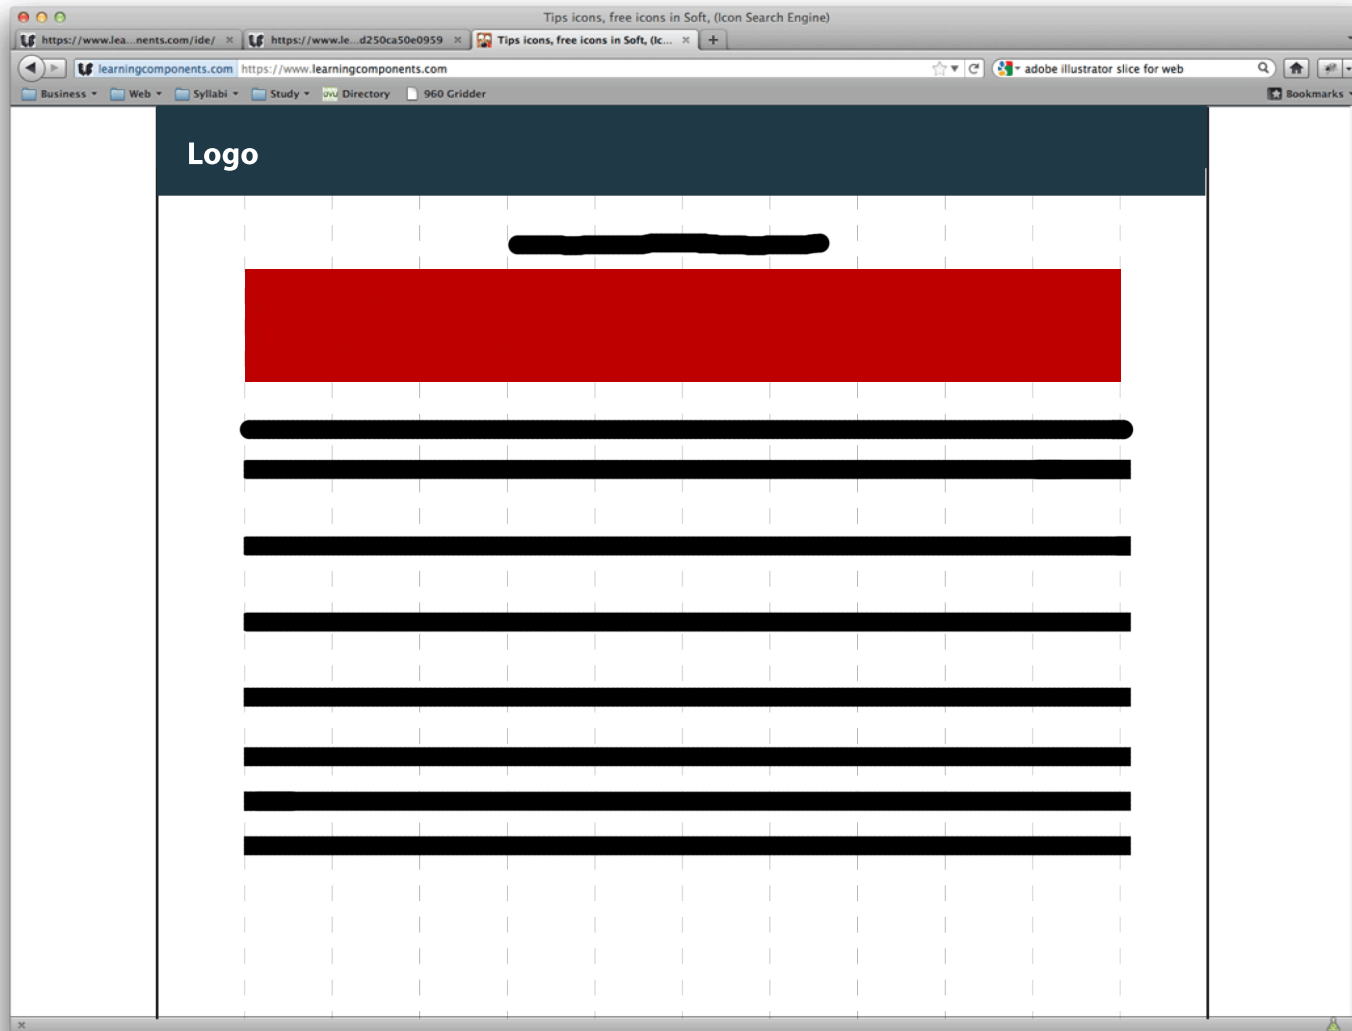 Tips icons, free icons in Soft, (Icon Search Engine)
https://www.lea...nents.com/ide/ https://www.le...d250ca50e0959 Tips icons, free icons in Soft, (Ic...
learningcomponents.com https://www.learningcomponents.com adobe illustrator slice for web
Business Web Syllabi Study OVU Directory 960 Gridder Bookmarks
Logo